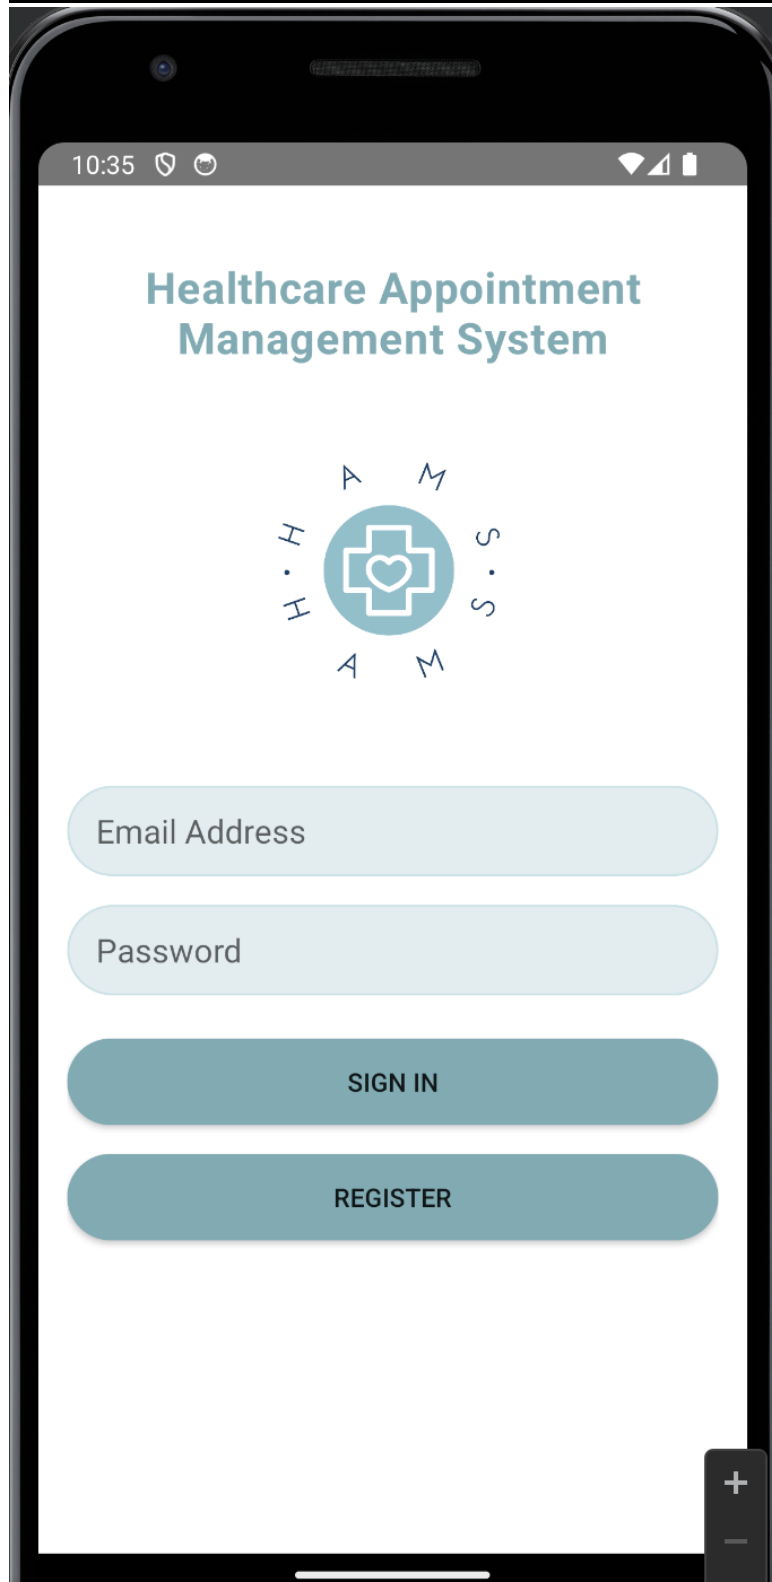 10:35
Healthcare Appointment
Management System
H A M S
· ·
H A M S
Email Address
Password
SIGN IN
REGISTER